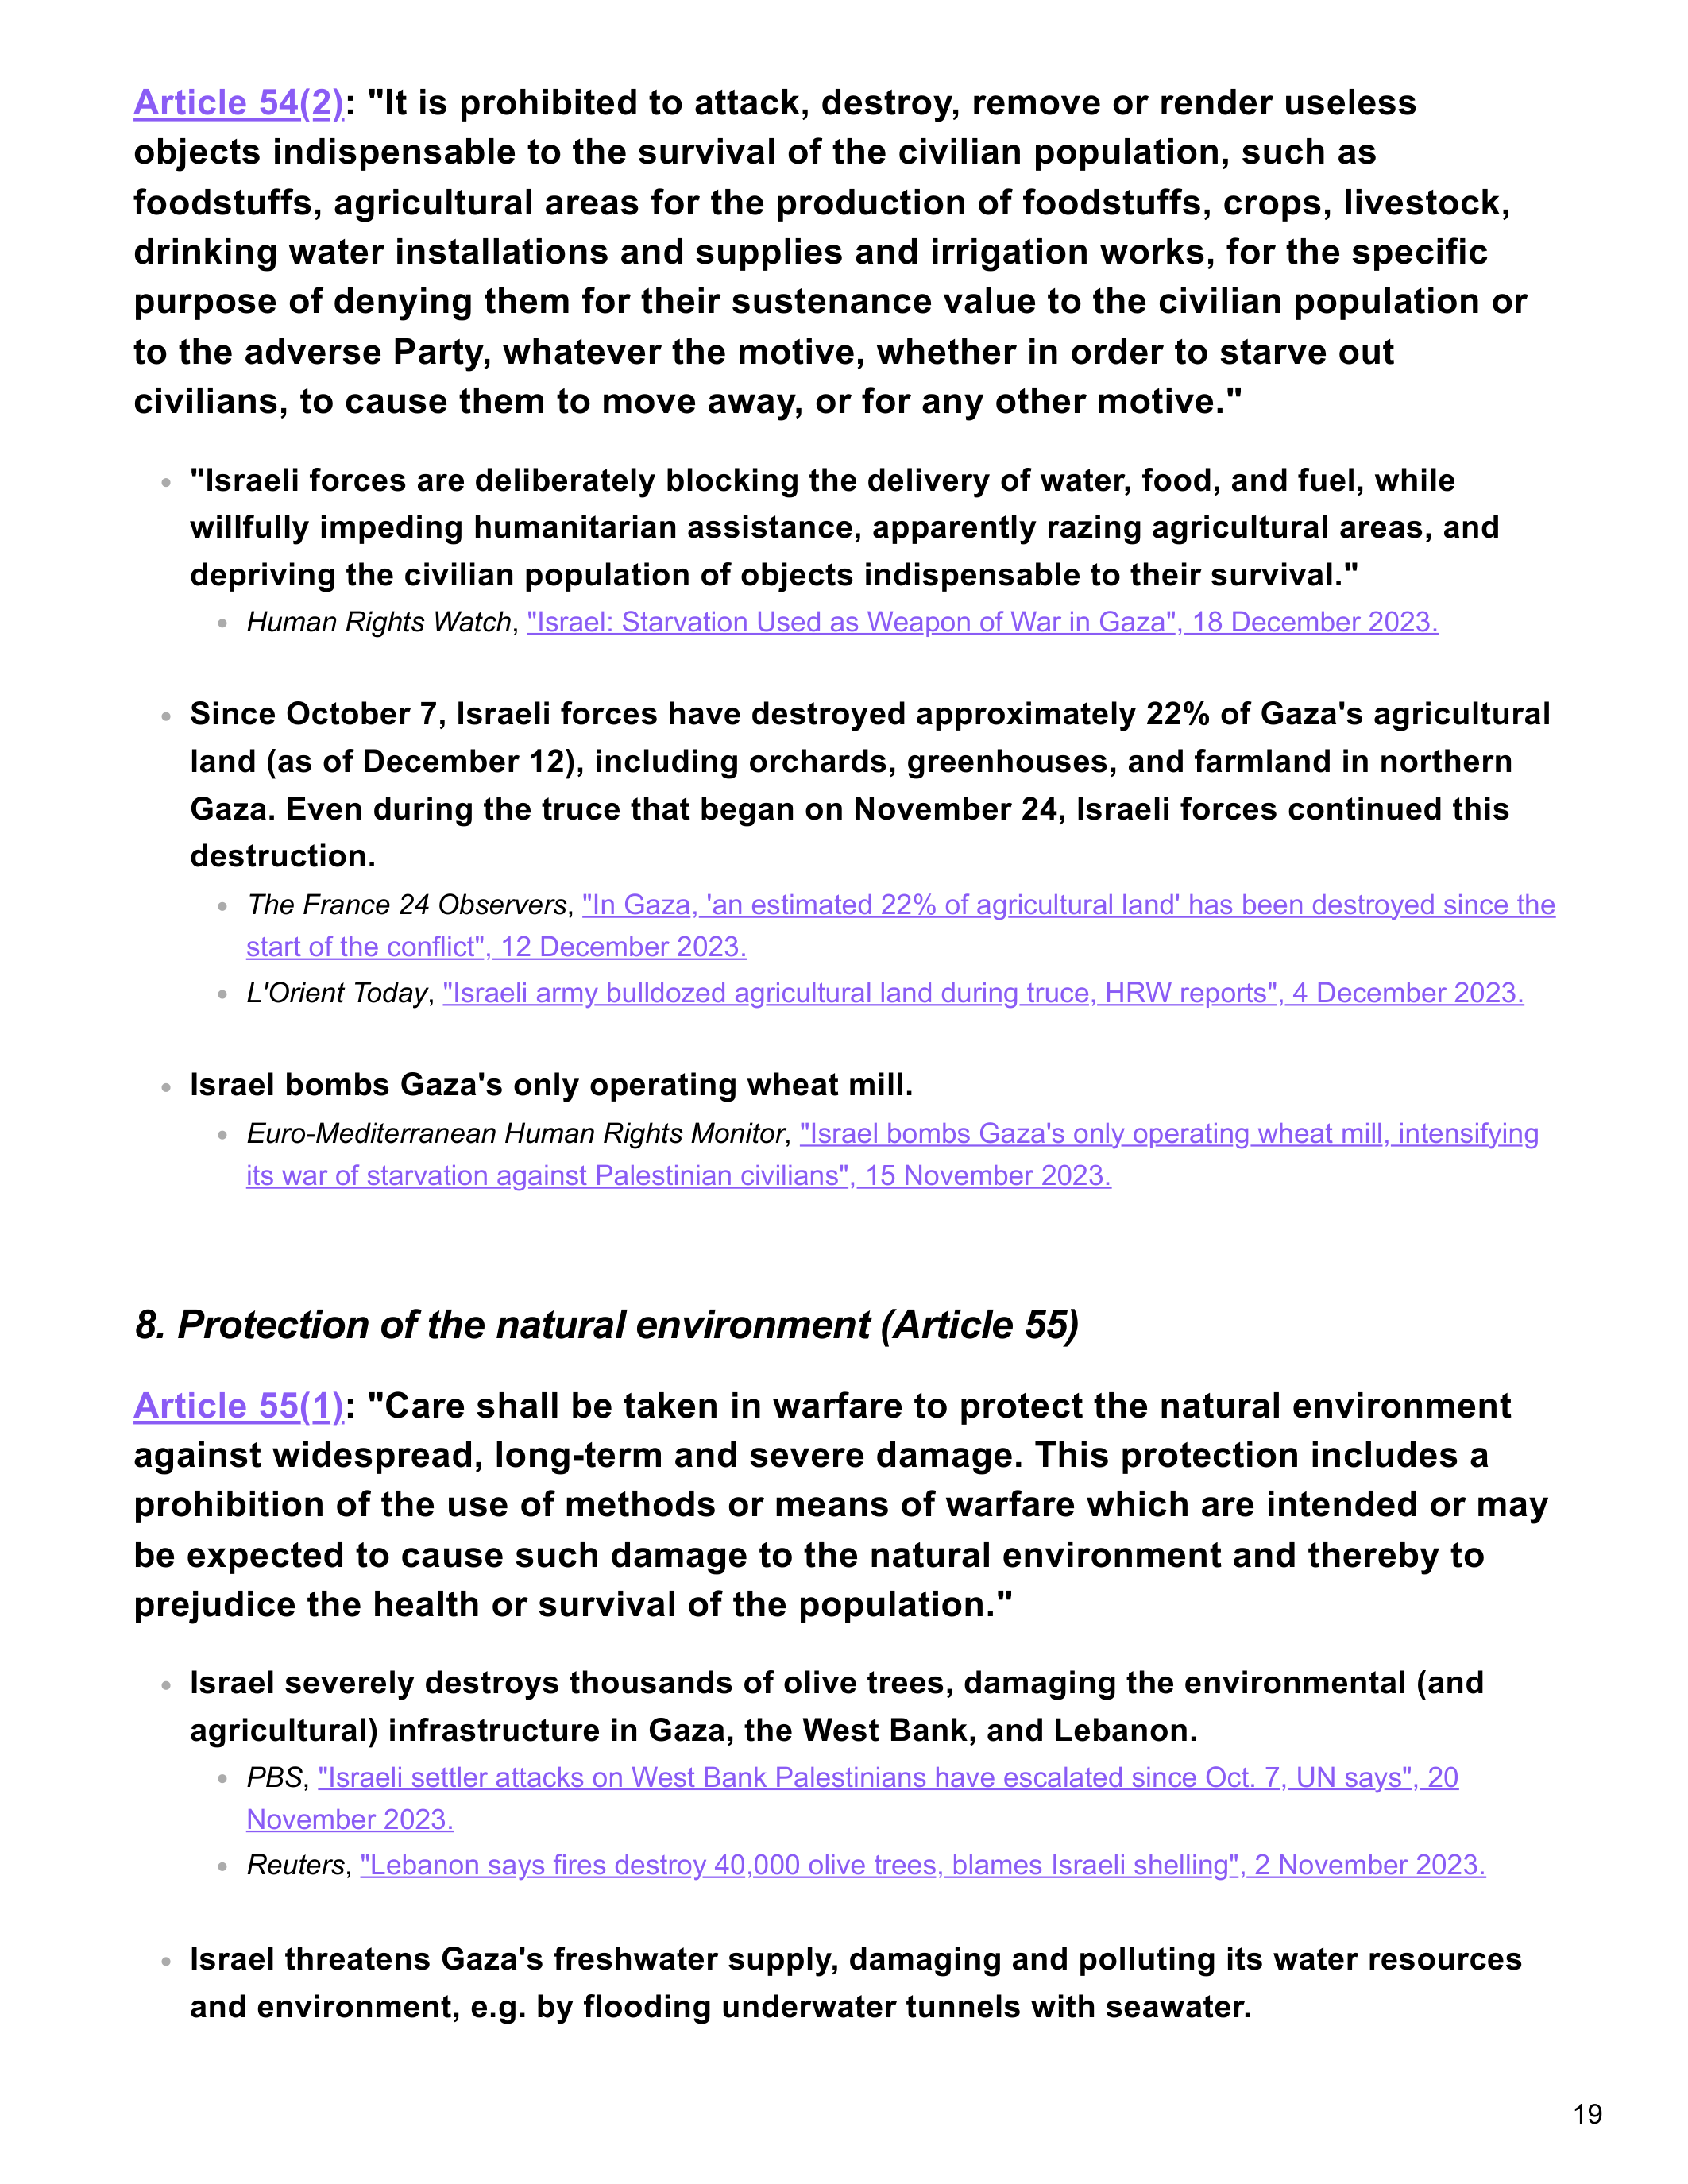 Article 54(2): "It is prohibited to attack, destroy, remove or render useless
objects indispensable to the survival of the civilian population, such as
foodstuffs, agricultural areas for the production of foodstuffs, crops, livestock,
drinking water installations and supplies and irrigation works, for the specific
purpose of denying them for their sustenance value to the civilian population or
to the adverse Party, whatever the motive, whether in order to starve out
civilians, to cause them to move away, or for any other motive."
"Israeli forces are deliberately blocking the delivery of water, food, and fuel, while
willfully impeding humanitarian assistance, apparently razing agricultural areas, and
depriving the civilian population of objects indispensable to their survival."
Human Rights Watch, "Israel: Starvation Used as Weapon of War in Gaza", 18 December 2023.
Since October 7, Israeli forces have destroyed approximately 22% of Gaza's agricultural
land (as of December 12), including orchards, greenhouses, and farmland in northern
Gaza. Even during the truce that began on November 24, Israeli forces continued this
destruction.
The France 24 Observers, "In Gaza, 'an estimated 22% of agricultural land' has been destroyed since the
start of the conflict", 12 December 2023.
L'Orient Today, "Israeli army bulldozed agricultural land during truce, HRW reports", 4 December 2023.
Israel bombs Gaza's only operating wheat mill.
Euro-Mediterranean Human Rights Monitor, "Israel bombs Gaza's only operating wheat mill, intensifying
its war of starvation against Palestinian civilians", 15 November 2023.
8. Protection of the natural environment (Article 55)
Article 55(1): "Care shall be taken in warfare to protect the natural environment
against widespread, long-term and severe damage. This protection includes a
prohibition of the use of methods or means of warfare which are intended or may
be expected to cause such damage to the natural environment and thereby to
prejudice the health or survival of the population."
Israel severely destroys thousands of olive trees, damaging the environmental (and
agricultural) infrastructure in Gaza, the West Bank, and Lebanon.
PBS, "Israeli settler attacks on West Bank Palestinians have escalated since Oct. 7, UN says", 20
November 2023.
Reuters, "Lebanon says fires destroy 40,000 olive trees, blames Israeli shelling", 2 November 2023.
Israel threatens Gaza's freshwater supply, damaging and polluting its water resources
and environment, e.g. by flooding underwater tunnels with seawater.
19